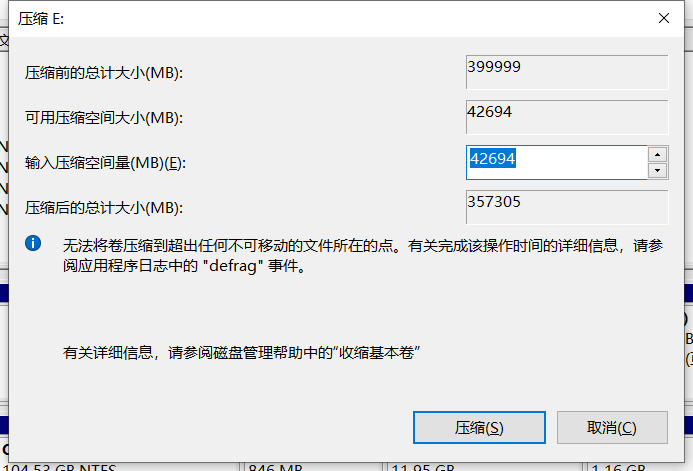 压缩 E:
文
压缩前的总计大小(MB):
399999
可用压缩空间大小(MB):
42694
N
输入压缩空间量(MB)(E):
42694
N
N
压缩后的总计大小(MB):
357305
N
无法将卷压缩到超出任何不可移动的文件所在的点。有关完成该操作时间的详细信息，请参
阅应用程序日志中的 "defrag" 事件。
)
B
有关详细信息，请参阅磁盘管理帮助中的“收缩基本卷”
压缩(S)
取消(C)
104.53 GB NTFS
846 MB
11.95 GB
1.16 GB